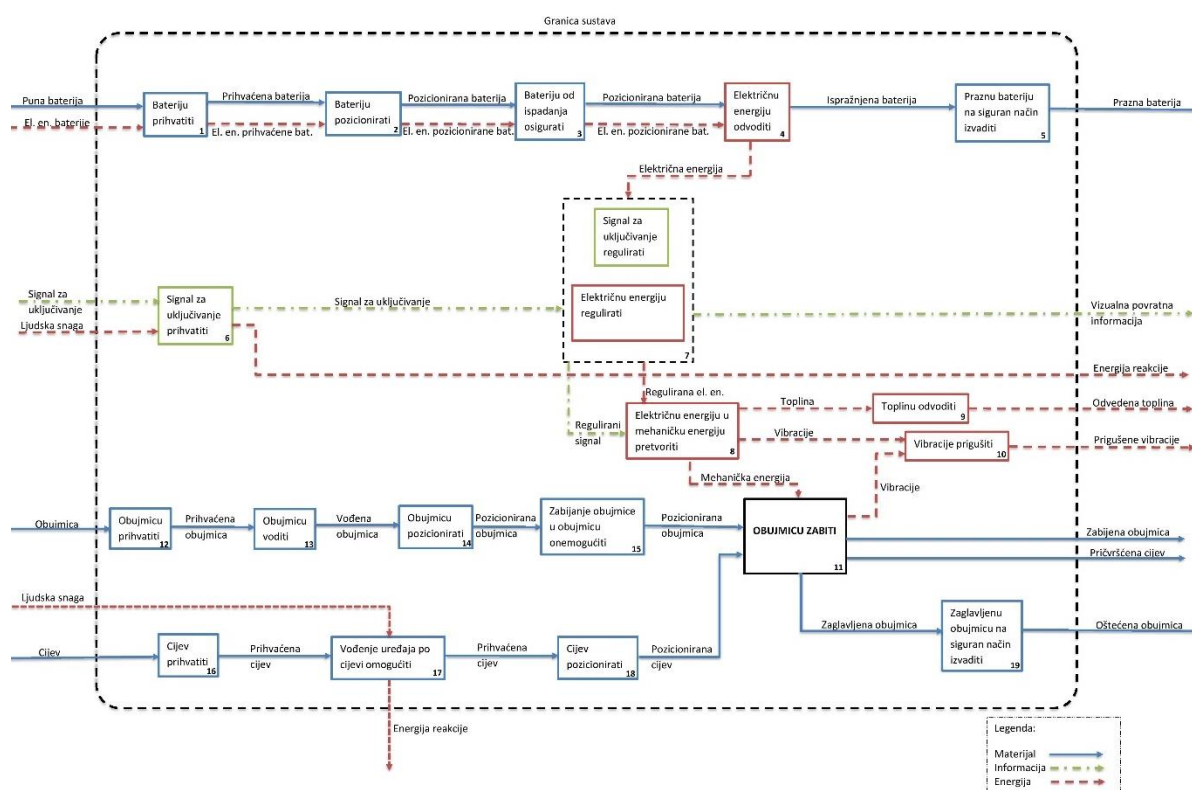 Granica sustava
Puna baterija
El. en. baterije
Bateriju
prihvatiti
1
Prihvaćena baterija
El. en. prihvaćene bat.
Bateriju
pozicionirati
2
Pozicionirana baterija
El. en. pozicionirane bat.
Bateriju od
ispadanja
osigurati
3
Pozicionirana baterija
El. en. pozicionirane bat.
Električnu
energiju
odvoditi
4
Ispražnjena baterija
Praznu bateriju
na siguran način
izvaditi
5
Prazna baterija
Električna energija
Signal za
uključivanje
regulirati
Električnu energiju
regulirati
7
Signal za
uključivanje
Ljudska snaga
Signal za
uključivanje
prihvatiti
6
Signal za uključivanje
Vizualna povratna
informacija
Energija reakcije
Regulirana el. en.
Regulirani
signal
Električnu energiju u
mehaničku energiju
pretvoriti
8
Toplina
Toplinu odvoditi
9
Odvedena toplina
Vibracije
Vibracije prigušiti
10
Prigušene vibracije
Mehanička energija
Vibracije
Obujmica
Obujmicu
prihvatiti
12
Prihvaćena
obujmica
Obujmicu
voditi
13
Vođena
obujmica
Obujmicu
pozicionirati
14
Pozicionirana
obujmica
Zabijanje obujmice
u obujmicu
onemogućiti
15
Pozicionirana
obujmica
OBUJMICU ZABITI
11
Zabijena obujmica
Pričvršćena cijev
Ljudska snaga
Cijev
Cijev
prihvatiti
16
Prihvaćena
cijev
Vođenje uređaja po
cijevi omogućiti
17
Prihvaćena
cijev
Cijev
pozicionirati
18
Pozicionirana
cijev
Zaglavljena obujmica
Zaglavljenu
obujmicu na
siguran način
izvaditi
19
Oštećena obujmica
Energija reakcije
Legenda:
Materijal
Informacija
Energija